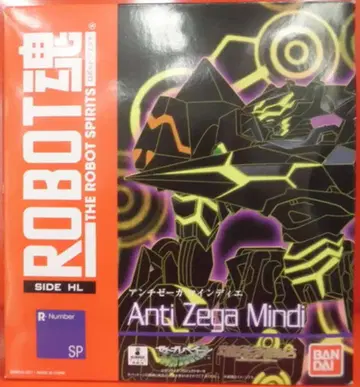 ROBOT魂
THE ROBOT SPIRITS
SIDE HL
R-Number
SP
アンチゼーガ マインディエ
Anti Zega Mindi
BANDAI